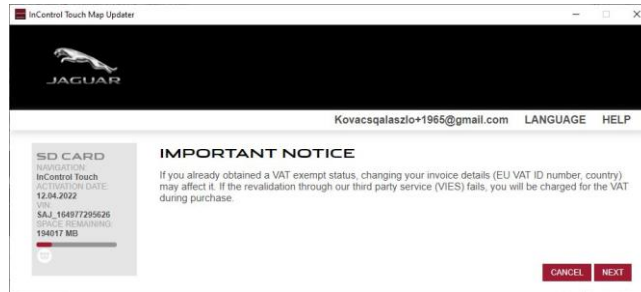 InControl Touch Map Updater
JAGUAR
Kovacsqalaszlo+1965@gmail.com LANGUAGE HELP
SD CARD
NAVIGATION:
InControl Touch
ACTIVATION DATE:
12.04.2022
VIN:
SAJ_164977295626
SPACE REMAINING:
194017 MB
IMPORTANT NOTICE
If you already obtained a VAT exempt status, changing your invoice details (EU VAT ID number, country)
may affect it. If the revalidation through our third party service (VIES) fails, you will be charged for the VAT
during purchase.
CANCEL NEXT